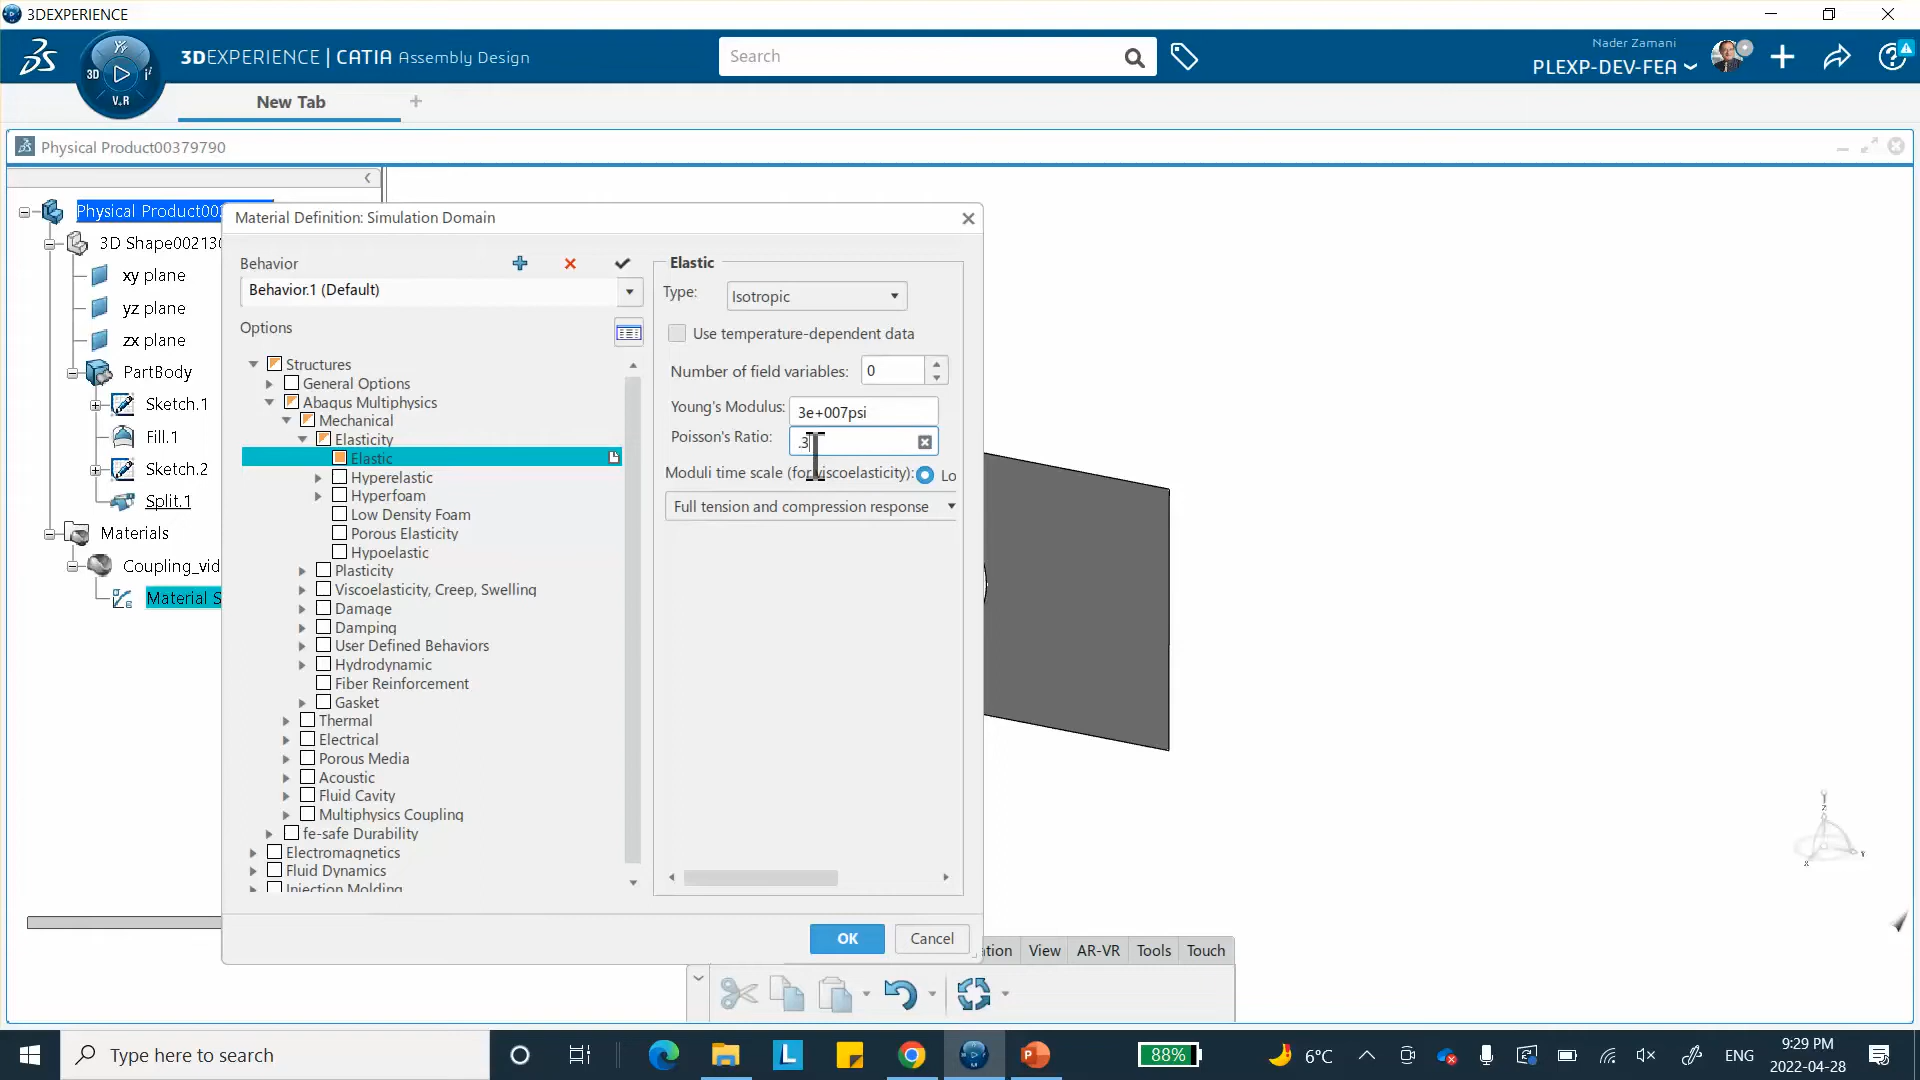 3DEXPERIENCE
3DEXPERIENCE | CATIA Assembly Design
3D
V.R
Search
Nader Zamani
PLEXP-DEV-FEA
New Tab
Physical Product00379790
Physical Product00
3D Shape002130
xy plane
yz plane
zx plane
PartBody
Sketch.1
Fill.1
Sketch.2
Split.1
Materials
Coupling_vid
Material S
Material Definition: Simulation Domain
Behavior
Behavior.1 (Default)
Options
Structures
General Options
Abaqus Multiphysics
Mechanical
Elasticity
Elastic
Hyperelastic
Hyperfoam
Low Density Foam
Porous Elasticity
Hypoelastic
Plasticity
Viscoelasticity, Creep, Swelling
Damage
Damping
User Defined Behaviors
Hydrodynamic
Fiber Reinforcement
Gasket
Thermal
Electrical
Porous Media
Acoustic
Fluid Cavity
Multiphysics Coupling
fe-safe Durability
Electromagnetics
Fluid Dynamics
Injection Molding
Elastic
Type: Isotropic
Use temperature-dependent data
Number of field variables: 0
Young's Modulus: 3e+007psi
Poisson's Ratio: .3
Moduli time scale (for viscoelasticity): Lo
Full tension and compression response
OK Cancel
ation View AR-VR Tools Touch
Z
X Y
Type here to search
88%
6°C
ENG
9:29 PM
2022-04-28